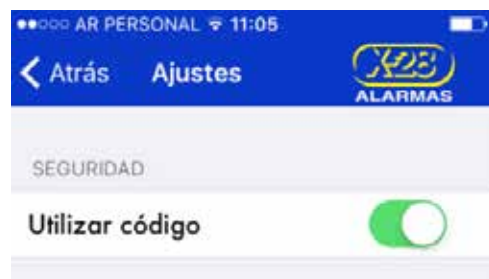 AR PERSONAL 11:05
Atrás Ajustes X-28
ALARMAS
SEGURIDAD
Utilizar código